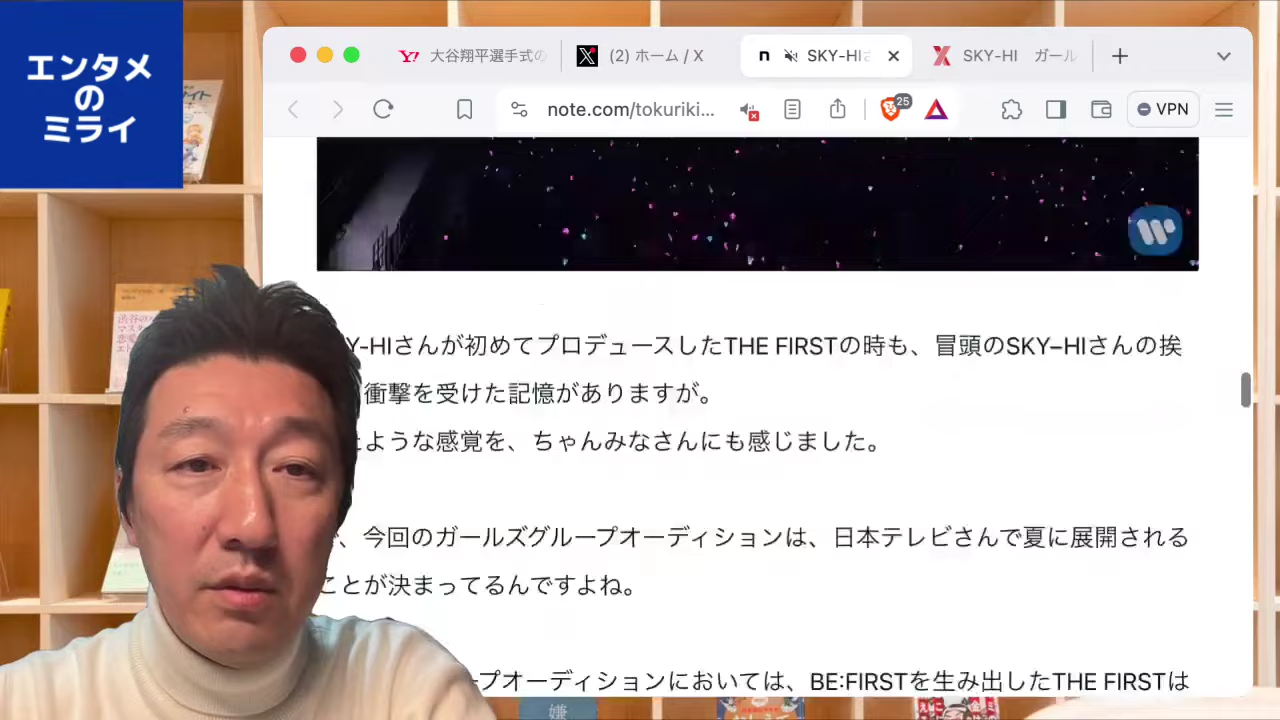 エンタメ
の
ミライ
大谷翔平選手式の
(2) ホーム / X
n SKY-HIさ
SKY-HI ガール
note.com/tokuriki...
25
VPN
Y-HIさんが初めてプロデュースしたTHE FIRSTの時も、冒頭のSKY-HIさんの挨
衝撃を受けた記憶がありますが。
ような感覚を、ちゃんみなさんにも感じました。
、今回のガールズグループオーディションは、日本テレビさんで夏に展開される
ことが決まってるんですよね。
プオーディションにおいては、BE:FIRSTを生み出したTHE FIRSTは
嫌